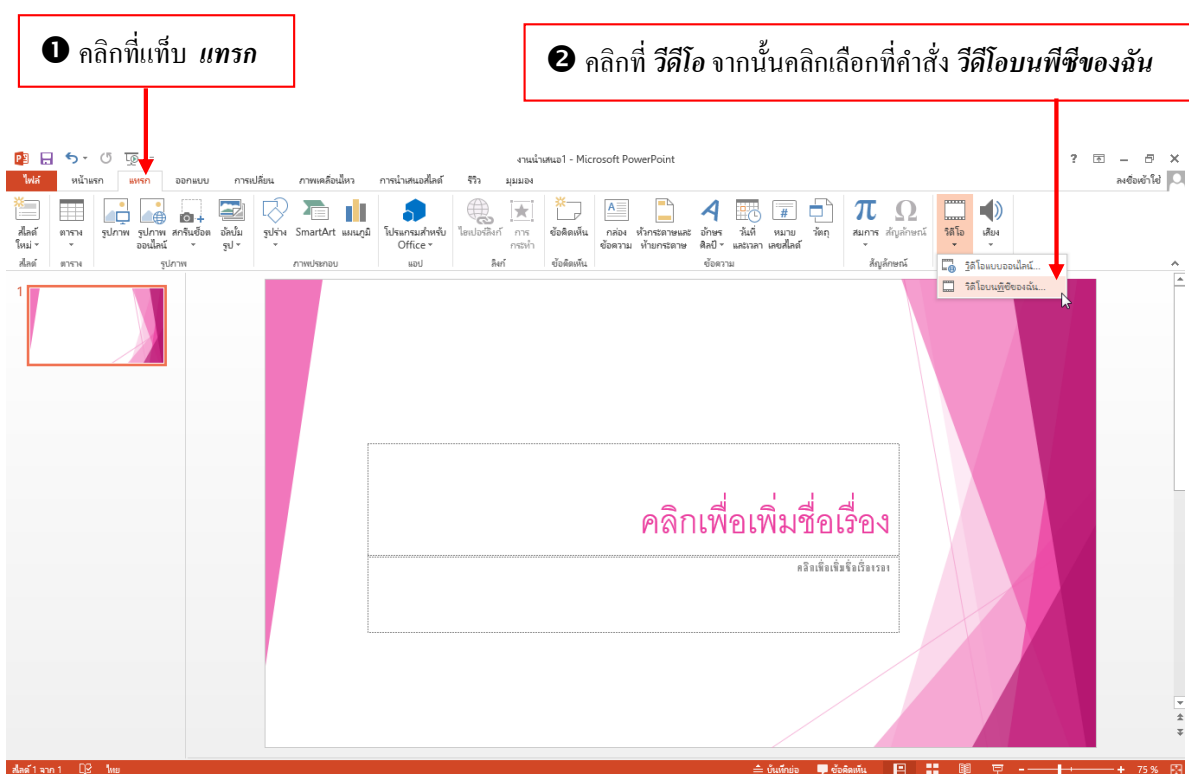 ❶ คลิกที่แท็บ แทรก
❷ คลิกที่ วีดีโอ จากนั้นคลิกเลือกที่คำสั่ง วีดีโอบนพีซีของฉัน
งานนำเสนอ1 - Microsoft PowerPoint
ไฟล์ หน้าแรก แทรก ออกแบบ การเปลี่ยน ภาพเคลื่อนไหว การนำเสนอสไลด์ รีวิว มุมมอง ลงชื่อเข้าใช้
สไลด์ ตาราง รูปภาพ รูปภาพ สกรีนช็อต อัลบั้ม รูปร่าง SmartArt แผนภูมิ โปรแกรมสำหรับ ไฮเปอร์ลิงก์ การ ข้อคิดเห็น กล่อง หัวกระดาษและ อักษร วันที่ หมาย วัตถุ สมการ สัญลักษณ์ วิดีโอ เสียง
ใหม่ ออนไลน์ รูป Office กระทำ ข้อความ ท้ายกระดาษ ศิลป์ และเวลา เลขสไลด์
สไลด์ ตาราง รูปภาพ ภาพประกอบ แอป ลิงก์ ข้อคิดเห็น ข้อความ สัญลักษณ์
วิดีโอแบบออนไลน์...
วิดีโอบนพีซีของฉัน...
1
คลิกเพื่อเพิ่มชื่อเรื่อง
คลิกเพื่อเพิ่มชื่อเรื่องรอง
สไลด์ 1 จาก 1 ไทย บันทึกย่อ ข้อคิดเห็น 75 %